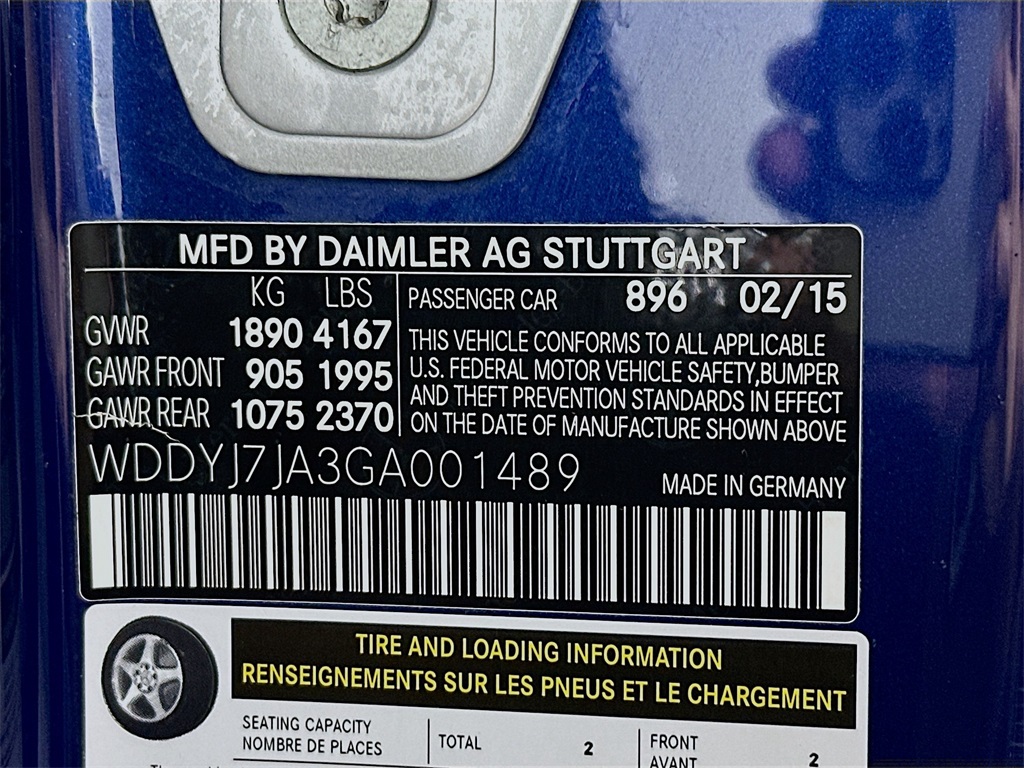 MFD BY DAIMLER AG STUTTGART
KG LBS
GVWR 1890 4167
GAWR FRONT 905 1995
GAWR REAR 1075 2370
PASSENGER CAR 896 02/15
THIS VEHICLE CONFORMS TO ALL APPLICABLE
U.S. FEDERAL MOTOR VEHICLE SAFETY,BUMPER
AND THEFT PREVENTION STANDARDS IN EFFECT
ON THE DATE OF MANUFACTURE SHOWN ABOVE
WDDYJ7JA3GA001489
MADE IN GERMANY
TIRE AND LOADING INFORMATION
RENSEIGNEMENTS SUR LES PNEUS ET LE CHARGEMENT
SEATING CAPACITY
NOMBRE DE PLACES
TOTAL 2
FRONT
AVANT 2